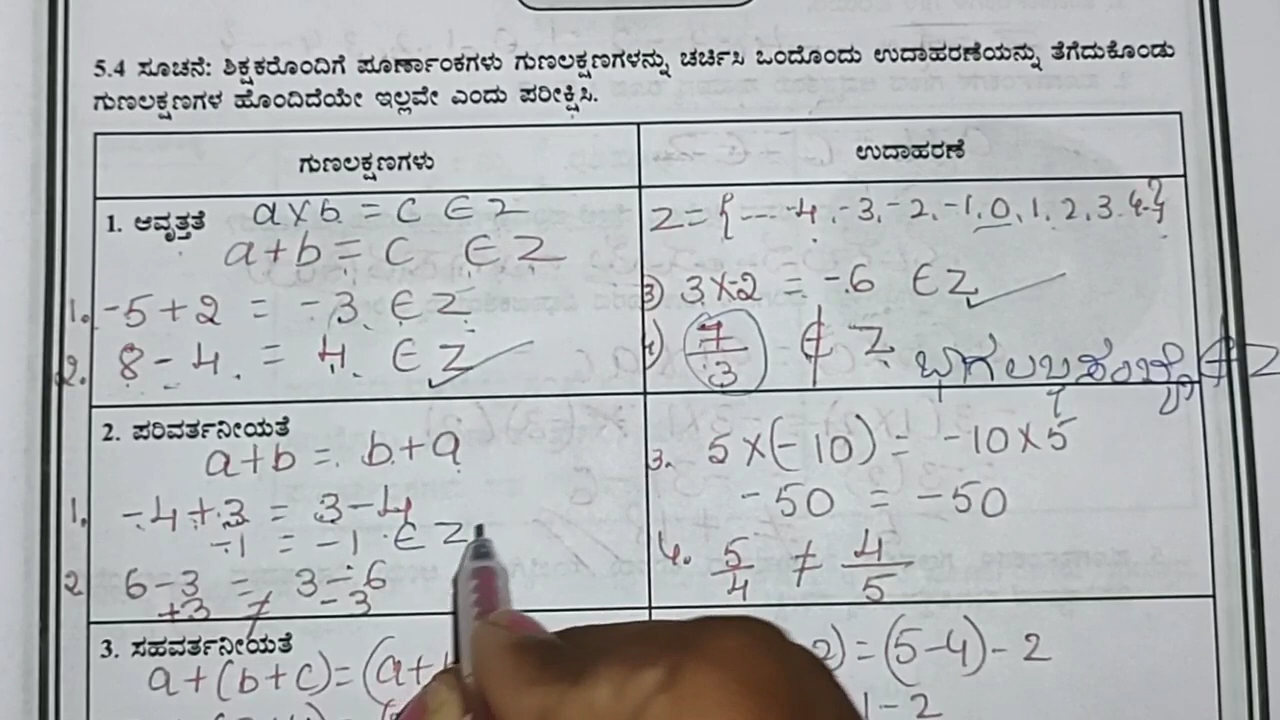 5.4 ಸೂಚನೆ: ಶಿಕ್ಷಕರೊಂದಿಗೆ ಪೂರ್ಣಾಂಕಗಳು ಗುಣಲಕ್ಷಣಗಳನ್ನು ಚರ್ಚಿಸಿ ಒಂದೊಂದು ಉದಾಹರಣೆಯನ್ನು ತೆಗೆದುಕೊಂಡು
ಗುಣಲಕ್ಷಣಗಳ ಹೊಂದಿದೆಯೇ ಇಲ್ಲವೇ ಎಂದು ಪರೀಕ್ಷಿಸಿ.
ಗುಣಲಕ್ಷಣಗಳು
ಉದಾಹರಣೆ
1. ಆವೃತ್ತತೆ a×b = c ∈ Z
a+b = c ∈ Z
1. -5+2 = -3 ∈ Z
2. 8-4 = 4 ∈ Z ✓
Z = {--- -4, -3, -2, -1, 0, 1, 2, 3, 4-}
3) 3×-2 = -6 ∈ Z ✓
4) 7/3 ∉ Z ∉ Z
2. ಪರಿವರ್ತನೀಯತೆ
a+b = b+a
1. -4+3 = 3-4
-1 = -1 ∈ Z
2 6-3 = 3-6
+3 ≠ -3
3. 5×(-10) = -10×5
-50 = -50
4. 5/4 ≠ 4/5
3. ಸಹವರ್ತನೀಯತೆ
a+(b+c)=(a+
2)=(5-4)-2
1-2